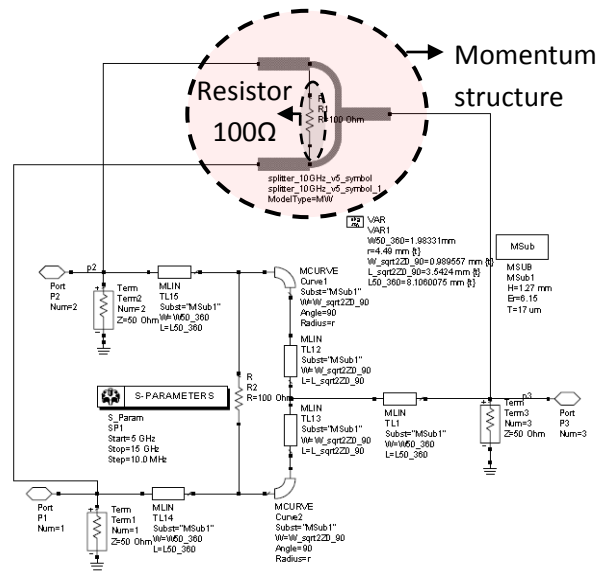 Momentum
structure
Resistor
100Ω
R
R1
R=100 Ohm
splitter_10GHz_v5_symbol
splitter_10GHz_v5_symbol_1
ModelType=MW
VAR
VAR1
W50_360=1.98331mm
r=4.49 mm {t}
W_sqrt2Z0_90=0.989557 mm {t}
L_sqrt2Z0_90=3.5424 mm {t}
L50_360=8.1060075 mm {t}
MSub
MSUB
MSub1
H=1.27 mm
Er=6.15
T=17 um
p2
Port
P2
Num=2
Term
Term2
Num=2
Z=50 Ohm
MLIN
TL15
Subst="MSub1"
W=W50_360
L=L50_360
MCURVE
Curve1
Subst="MSub1"
W=W_sqrt2Z0_90
Angle=90
Radius=r
MLIN
TL12
Subst="MSub1"
W=W_sqrt2Z0_90
L=L_sqrt2Z0_90
R
R2
R=100 Ohm
S-PARAMETERS
S_Param
SP1
Start=5 GHz
Stop=15 GHz
Step=10.0 MHz
MLIN
TL13
Subst="MSub1"
W=W_sqrt2Z0_90
L=L_sqrt2Z0_90
MLIN
TL1
Subst="MSub1"
W=W50_360
L=L50_360
p3
Term
Term3
Num=3
Z=50 Ohm
Port
P3
Num=3
Port
P1
Num=1
p1
Term
Term1
Num=1
Z=50 Ohm
MLIN
TL14
Subst="MSub1"
W=W50_360
L=L50_360
MCURVE
Curve2
Subst="MSub1"
W=W_sqrt2Z0_90
Angle=90
Radius=r